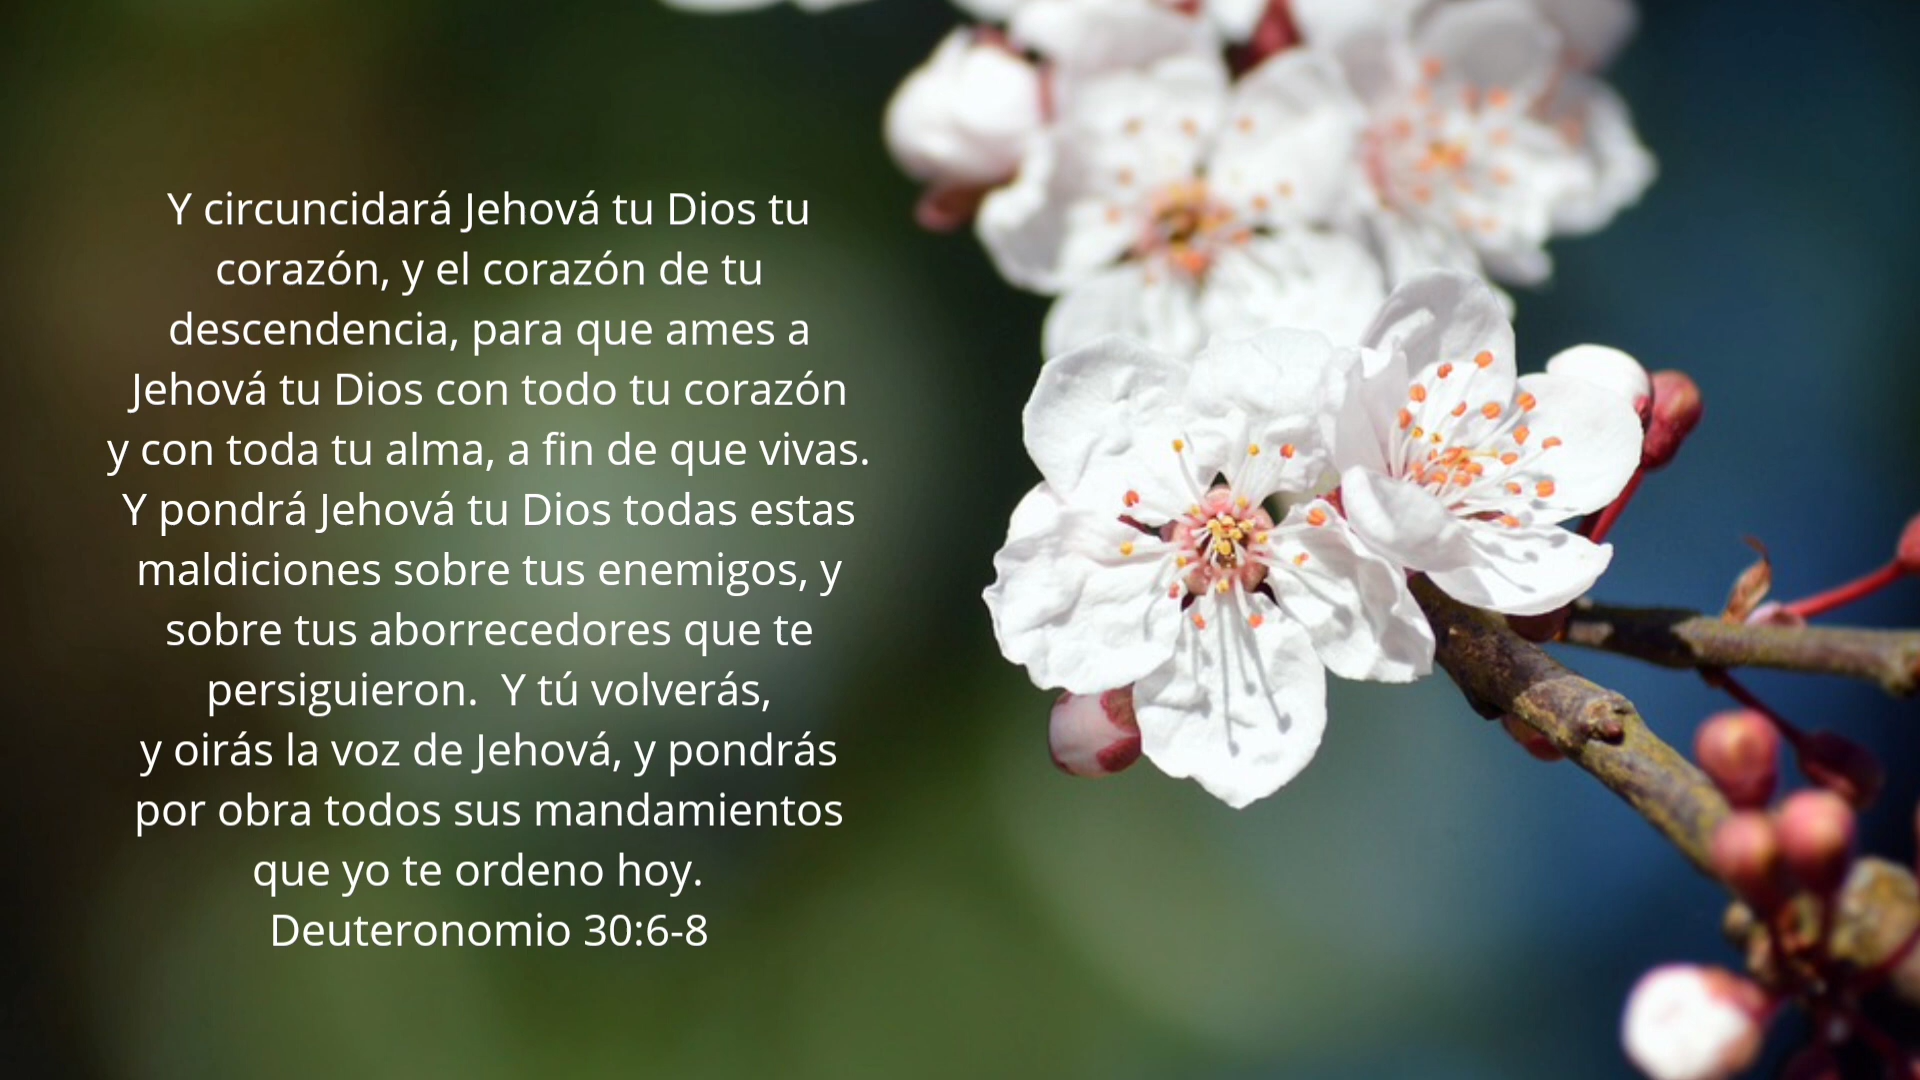 Y circuncidará Jehová tu Dios tu
corazón, y el corazón de tu
descendencia, para que ames a
Jehová tu Dios con todo tu corazón
y con toda tu alma, a fin de que vivas.
Y pondrá Jehová tu Dios todas estas
maldiciones sobre tus enemigos, y
sobre tus aborrecedores que te
persiguieron.  Y tú volverás,
y oirás la voz de Jehová, y pondrás
por obra todos sus mandamientos
que yo te ordeno hoy.
Deuteronomio 30:6-8